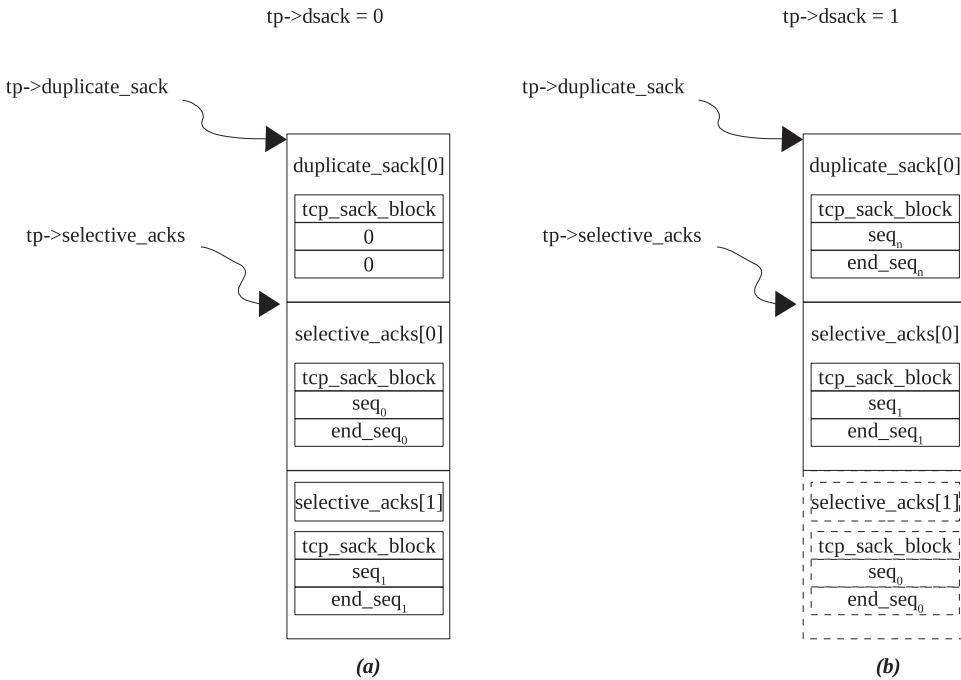 tp->dsack = 0
tp->duplicate_sack
duplicate_sack[0]
tcp_sack_block
0
0
tp->selective_acks
selective_acks[0]
tcp_sack_block
seq0
end_seq0
selective_acks[1]
tcp_sack_block
seq1
end_seq1
(a)
tp->dsack = 1
tp->duplicate_sack
duplicate_sack[0]
tcp_sack_block
seqn
end_seqn
tp->selective_acks
selective_acks[0]
tcp_sack_block
seq1
end_seq1
selective_acks[1]
tcp_sack_block
seq0
end_seq0
(b)